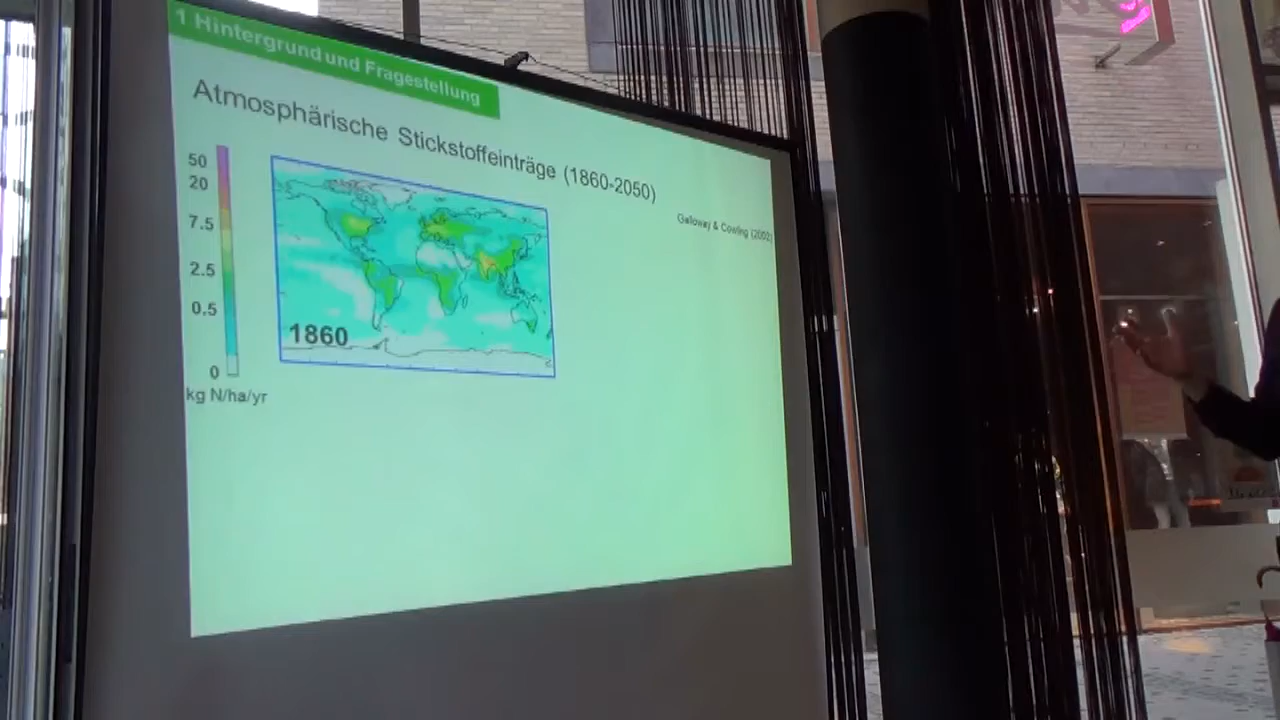 1 Hintergrund und Fragestellung
Atmosphärische Stickstoffeinträge (1860-2050)
Galloway & Cowling (2002)
50
20
7.5
2.5
0.5
0
kg N/ha/yr
1860